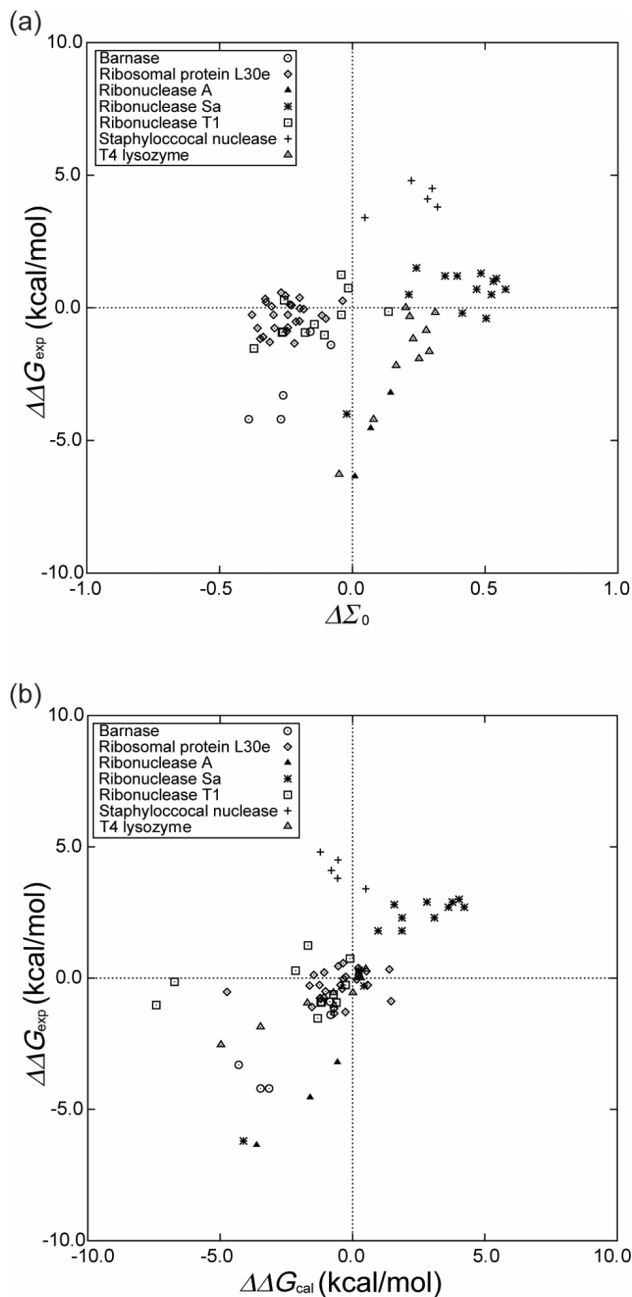 (a)
10.0
Barnase
Ribosomal protein L30e
Ribonuclease A
Ribonuclease Sa
Ribonuclease T1
Staphyloccocal nuclease
T4 lysozyme
5.0
0.0
-5.0
-10.0
ΔΔGexp (kcal/mol)
-1.0 -0.5 0.0 0.5 1.0
ΔΣ0
(b)
10.0
Barnase
Ribosomal protein L30e
Ribonuclease A
Ribonuclease Sa
Ribonuclease T1
Staphyloccocal nuclease
T4 lysozyme
5.0
0.0
-5.0
-10.0
ΔΔGexp (kcal/mol)
-10.0 -5.0 0.0 5.0 10.0
ΔΔGcal (kcal/mol)